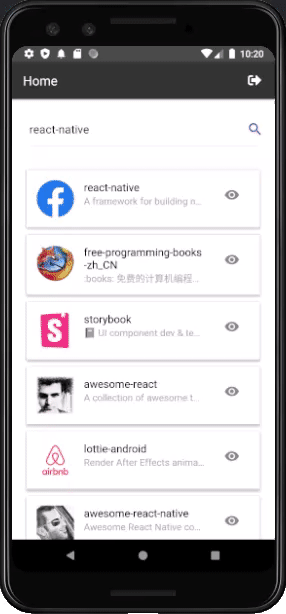 10:20
Home
react-native
react-native
A framework for building n...
free-programming-books
-zh_CN
:books: 免费的计算机编程...
storybook
📓 UI component dev & te...
awesome-react
A collection of awesome t...
lottie-android
airbnb
Render After Effects anima...
awesome-react-native
Awesome React Native co...